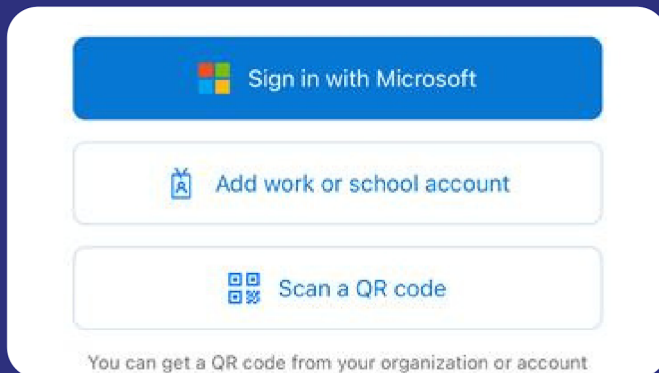 Sign in with Microsoft
Add work or school account
Scan a QR code
You can get a QR code from your organization or account